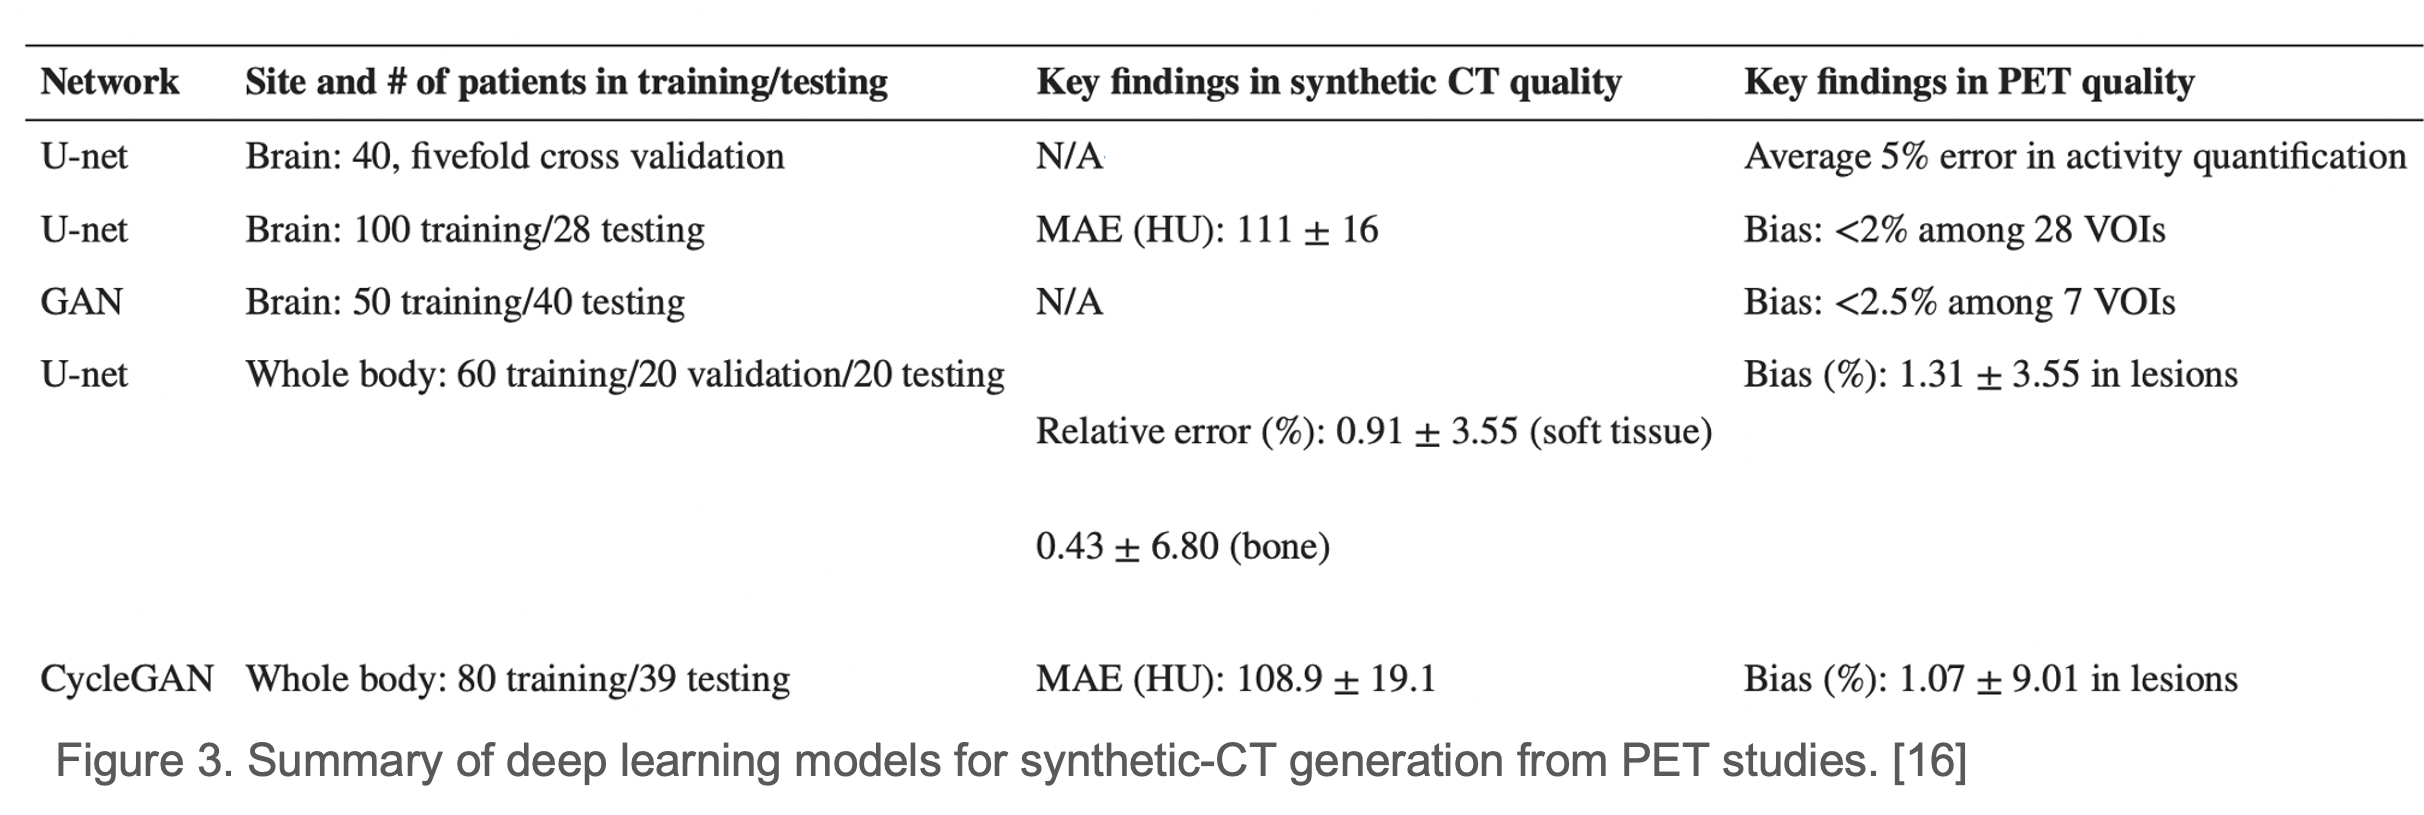 Network Site and # of patients in training/testing Key findings in synthetic CT quality Key findings in PET quality
U-net Brain: 40, fivefold cross validation N/A Average 5% error in activity quantification
U-net Brain: 100 training/28 testing MAE (HU): 111 ± 16 Bias: <2% among 28 VOIs
GAN Brain: 50 training/40 testing N/A Bias: <2.5% among 7 VOIs
U-net Whole body: 60 training/20 validation/20 testing Bias (%): 1.31 ± 3.55 in lesions
Relative error (%): 0.91 ± 3.55 (soft tissue)
0.43 ± 6.80 (bone)
CycleGAN Whole body: 80 training/39 testing MAE (HU): 108.9 ± 19.1 Bias (%): 1.07 ± 9.01 in lesions
Figure 3. Summary of deep learning models for synthetic-CT generation from PET studies. [16]